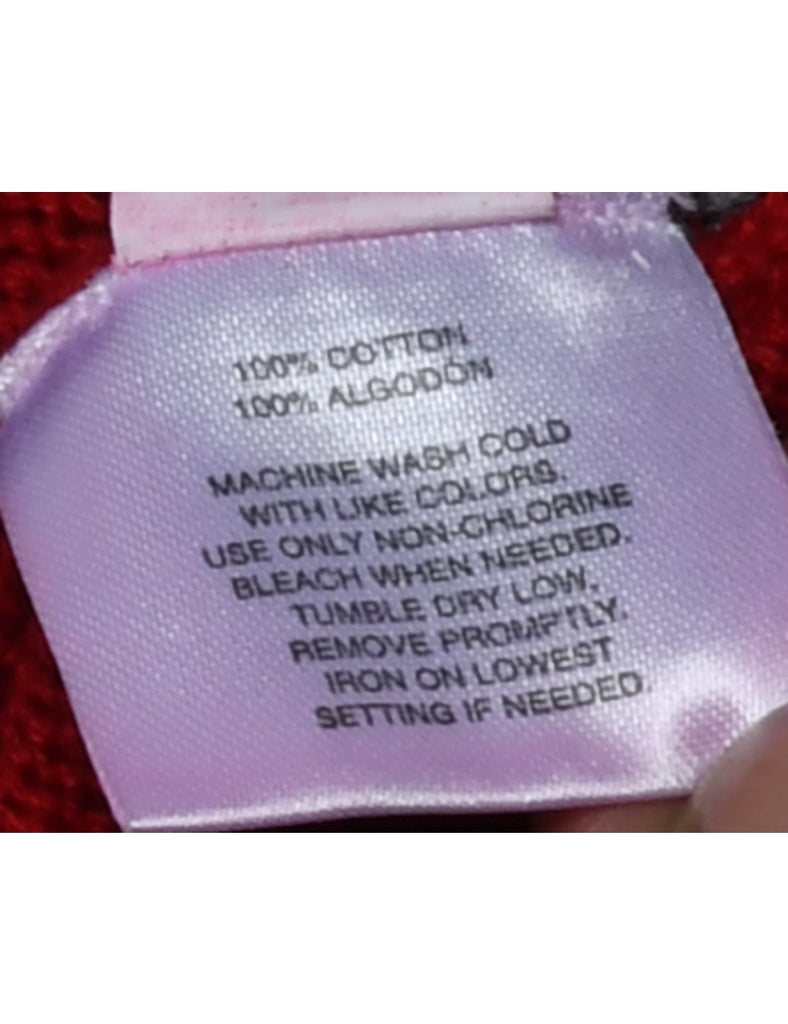 100% COTTON
100% ALGODÓN
MACHINE WASH COLD
WITH LIKE COLORS.
USE ONLY NON-CHLORINE
BLEACH WHEN NEEDED.
TUMBLE DRY LOW.
REMOVE PROMPTLY.
IRON ON LOWEST
SETTING IF NEEDED.